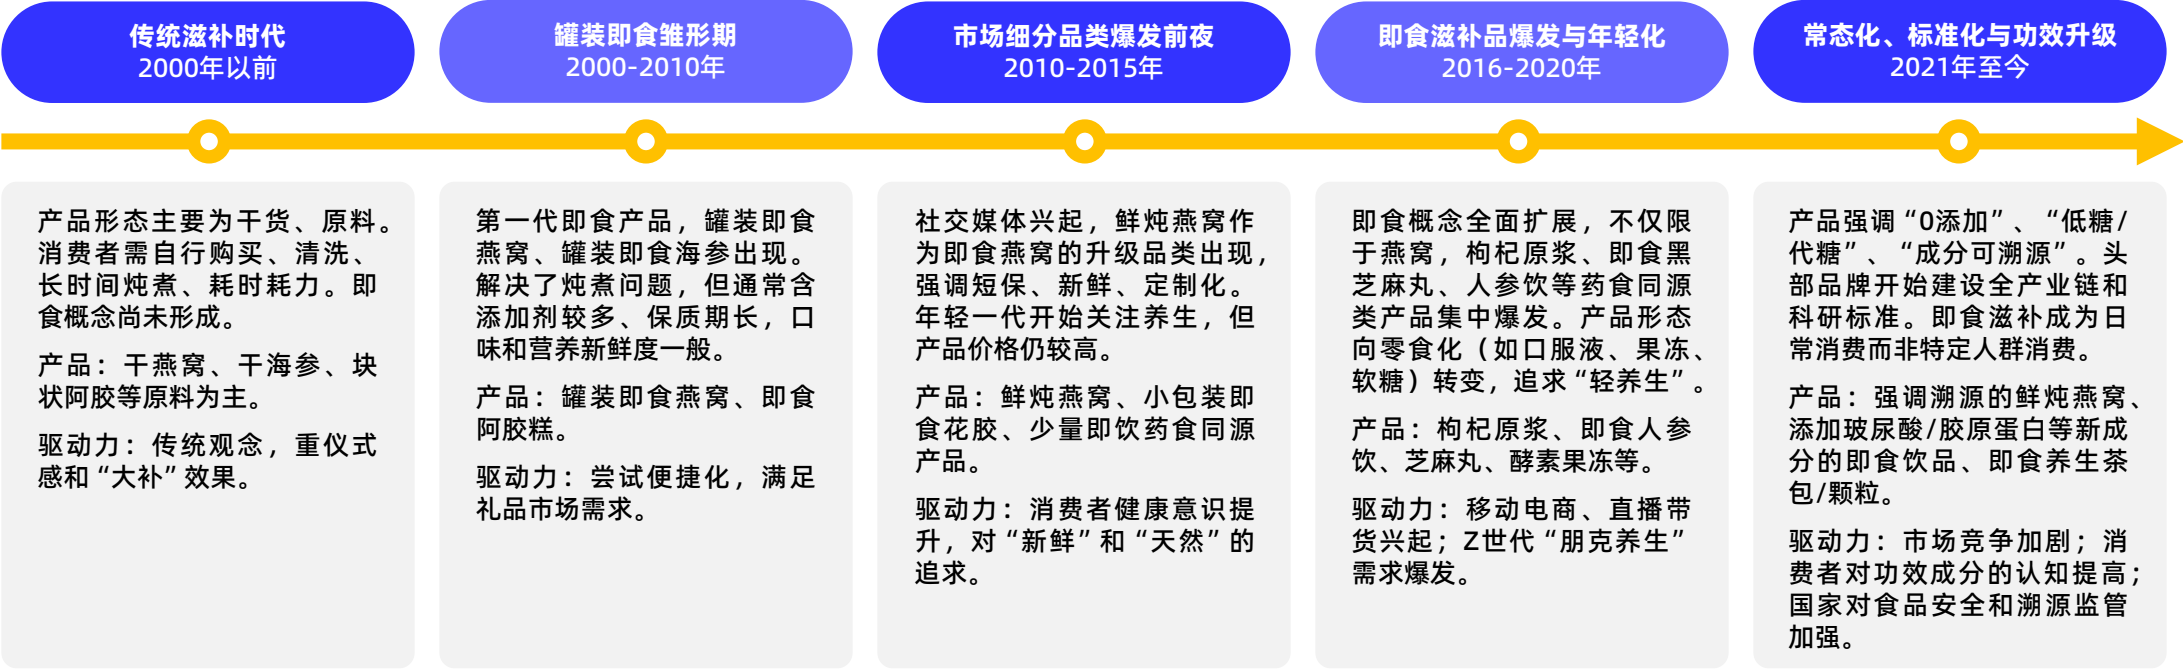 传统滋补时代
2000年以前
罐装即食雏形期
2000-2010年
市场细分品类爆发前夜
2010-2015年
即食滋补品爆发与年轻化
2016-2020年
常态化、标准化与功效升级
2021年至今
产品形态主要为干货、原料。
消费者需自行购买、清洗、
长时间炖煮、耗时耗力。即
食概念尚未形成。
产品：干燕窝、干海参、块
状阿胶等原料为主。
驱动力：传统观念，重仪式
感和“大补”效果。
第一代即食产品，罐装即食
燕窝、罐装即食海参出现。
解决了炖煮问题，但通常含
添加剂较多、保质期长，口
味和营养新鲜度一般。
产品：罐装即食燕窝、即食
阿胶糕。
驱动力：尝试便捷化，满足
礼品市场需求。
社交媒体兴起，鲜炖燕窝作
为即食燕窝的升级品类出现，
强调短保、新鲜、定制化。
年轻一代开始关注养生，但
产品价格仍较高。
产品：鲜炖燕窝、小包装即
食花胶、少量即饮药食同源
产品。
驱动力：消费者健康意识提
升，对“新鲜”和“天然”的
追求。
即食概念全面扩展，不仅限
于燕窝，枸杞原浆、即食黑
芝麻丸、人参饮等药食同源
类产品集中爆发。产品形态
向零食化（如口服液、果冻、
软糖）转变，追求“轻养生”。
产品：枸杞原浆、即食人参
饮、芝麻丸、酵素果冻等。
驱动力：移动电商、直播带
货兴起；Z世代“朋克养生”
需求爆发。
产品强调“0添加”、“低糖/
代糖”、“成分可溯源”。头
部品牌开始建设全产业链和
科研标准。即食滋补成为日
常消费而非特定人群消费。
产品：强调溯源的鲜炖燕窝、
添加玻尿酸/胶原蛋白等新成
分的即食饮品、即食养生茶
包/颗粒。
驱动力：市场竞争加剧；消
费者对功效成分的认知提高；
国家对食品安全和溯源监管
加强。